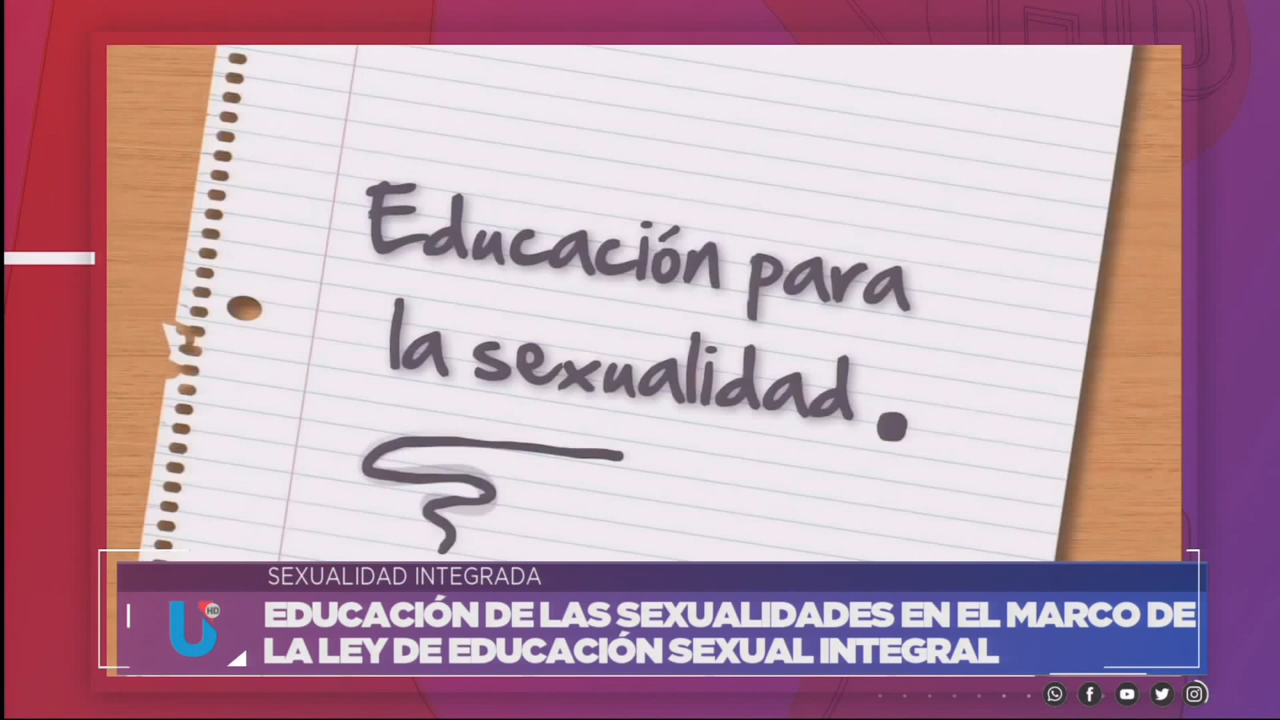 Educación para
la sexualidad.
SEXUALIDAD INTEGRADA
U HD
EDUCACIÓN DE LAS SEXUALIDADES EN EL MARCO DE
LA LEY DE EDUCACIÓN SEXUAL INTEGRAL